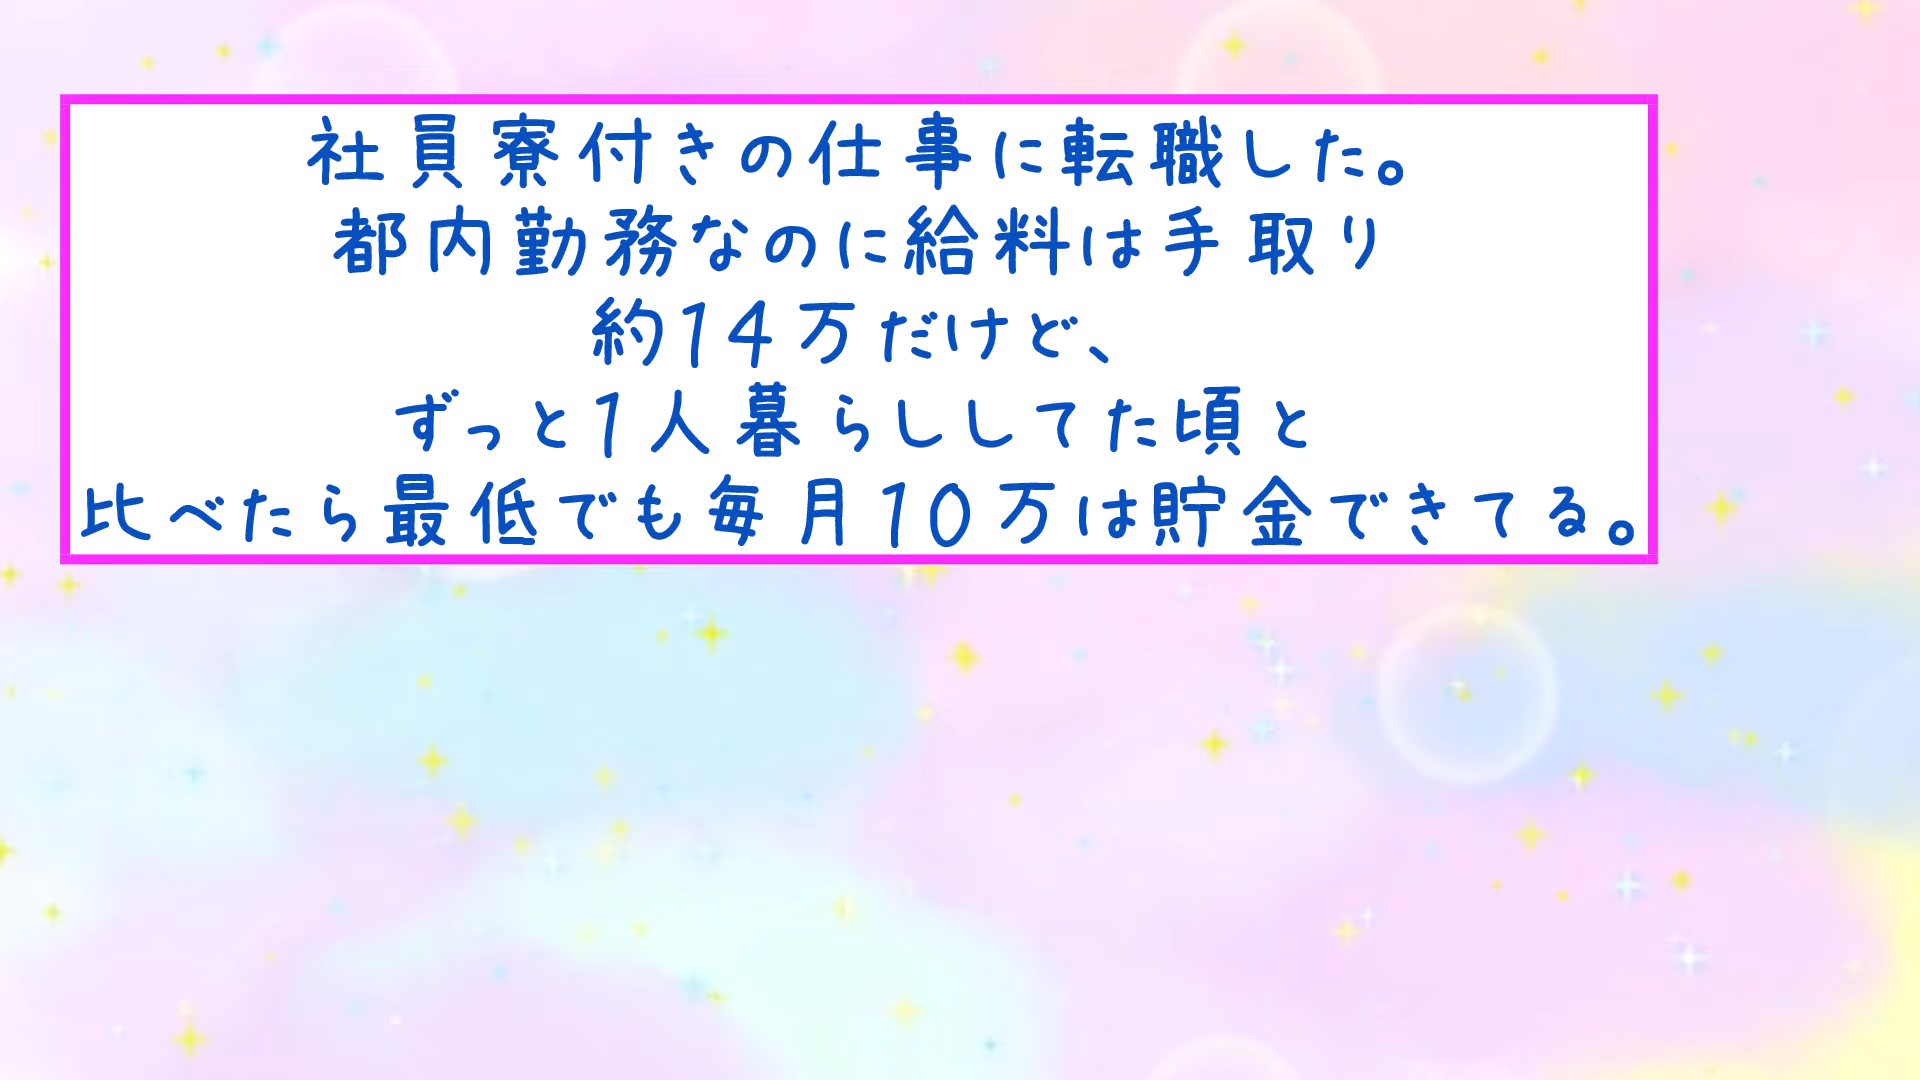 社員寮付きの仕事に転職した。
都内勤務なのに給料は手取り
約14万だけど、
ずっと1人暮らししてた頃と
比べたら最低でも毎月10万は貯金できてる。